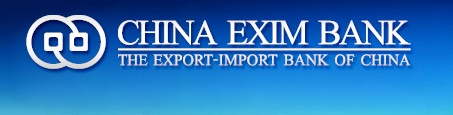 CHINA EXIM BANK
THE EXPORT-IMPORT BANK OF CHINA